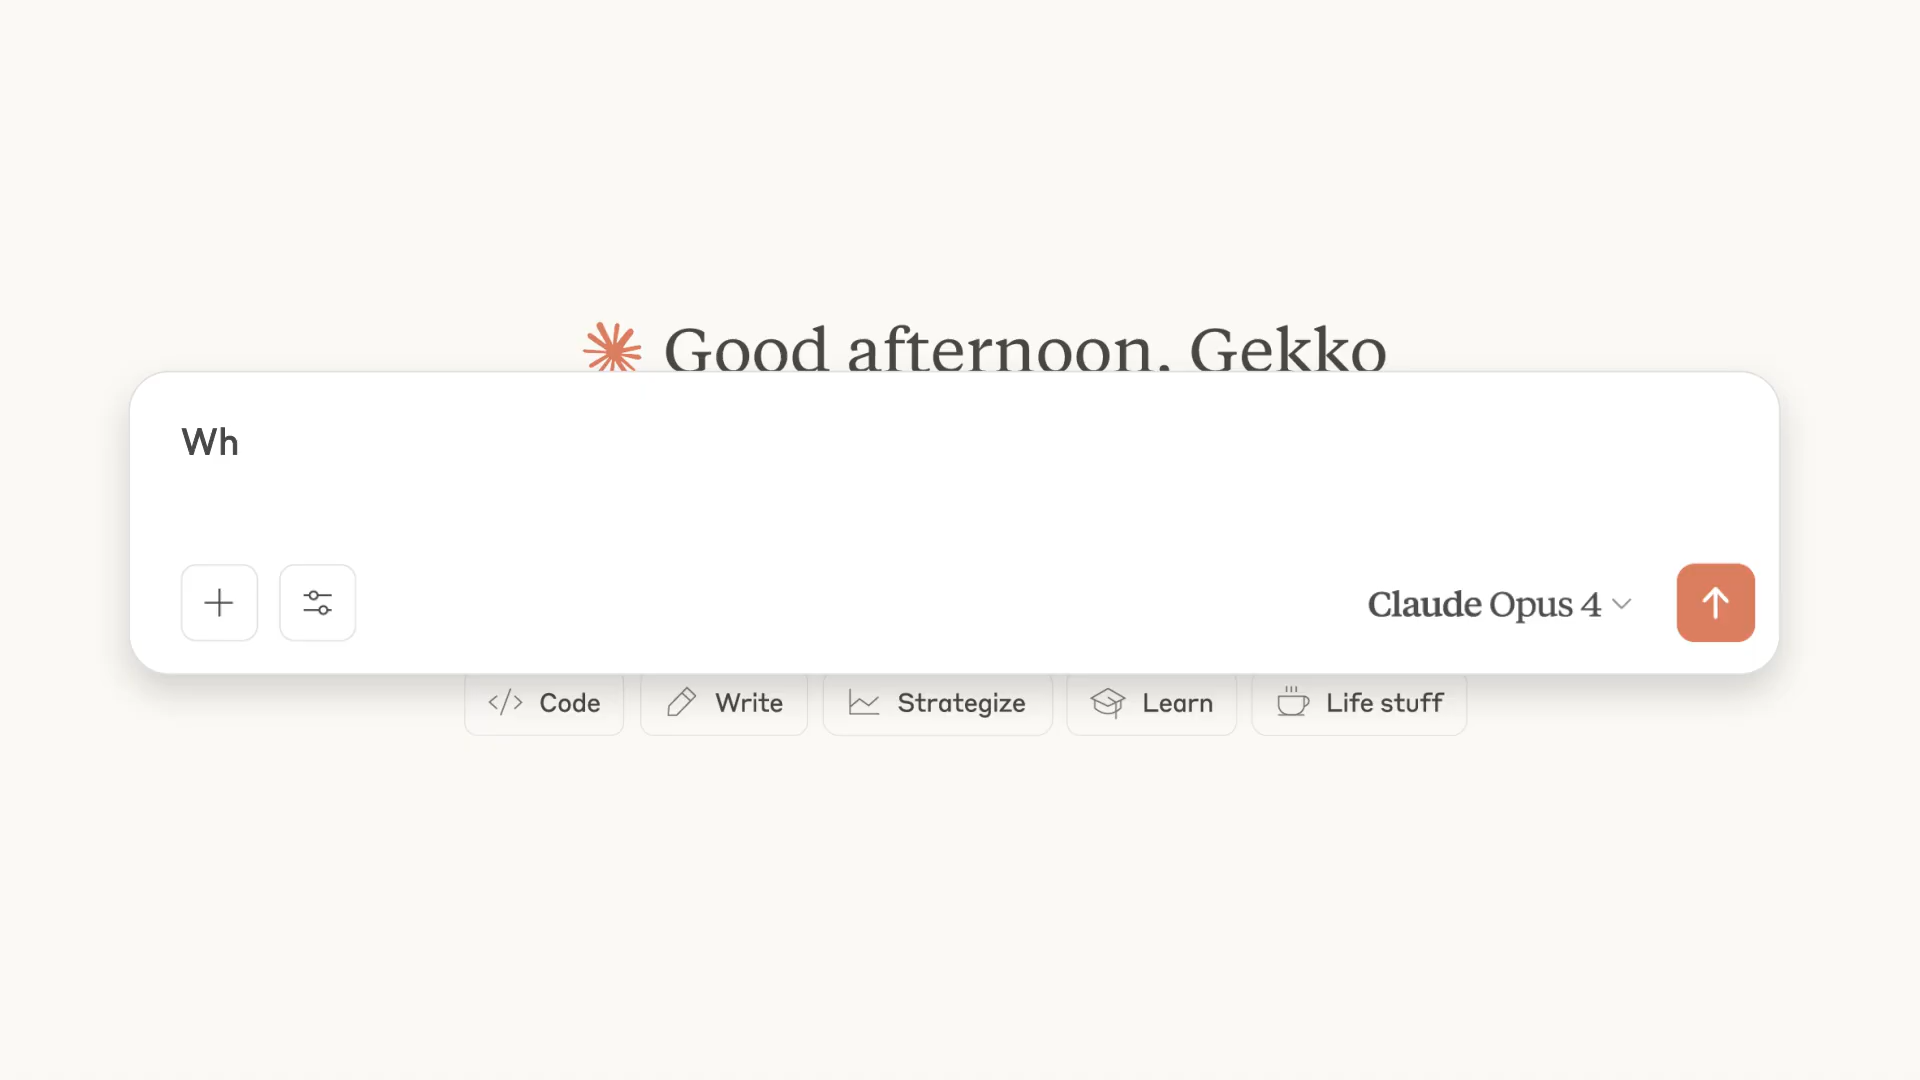 Good afternoon, Gekko
Wh
Claude Opus 4
Code
Write
Strategize
Learn
Life stuff